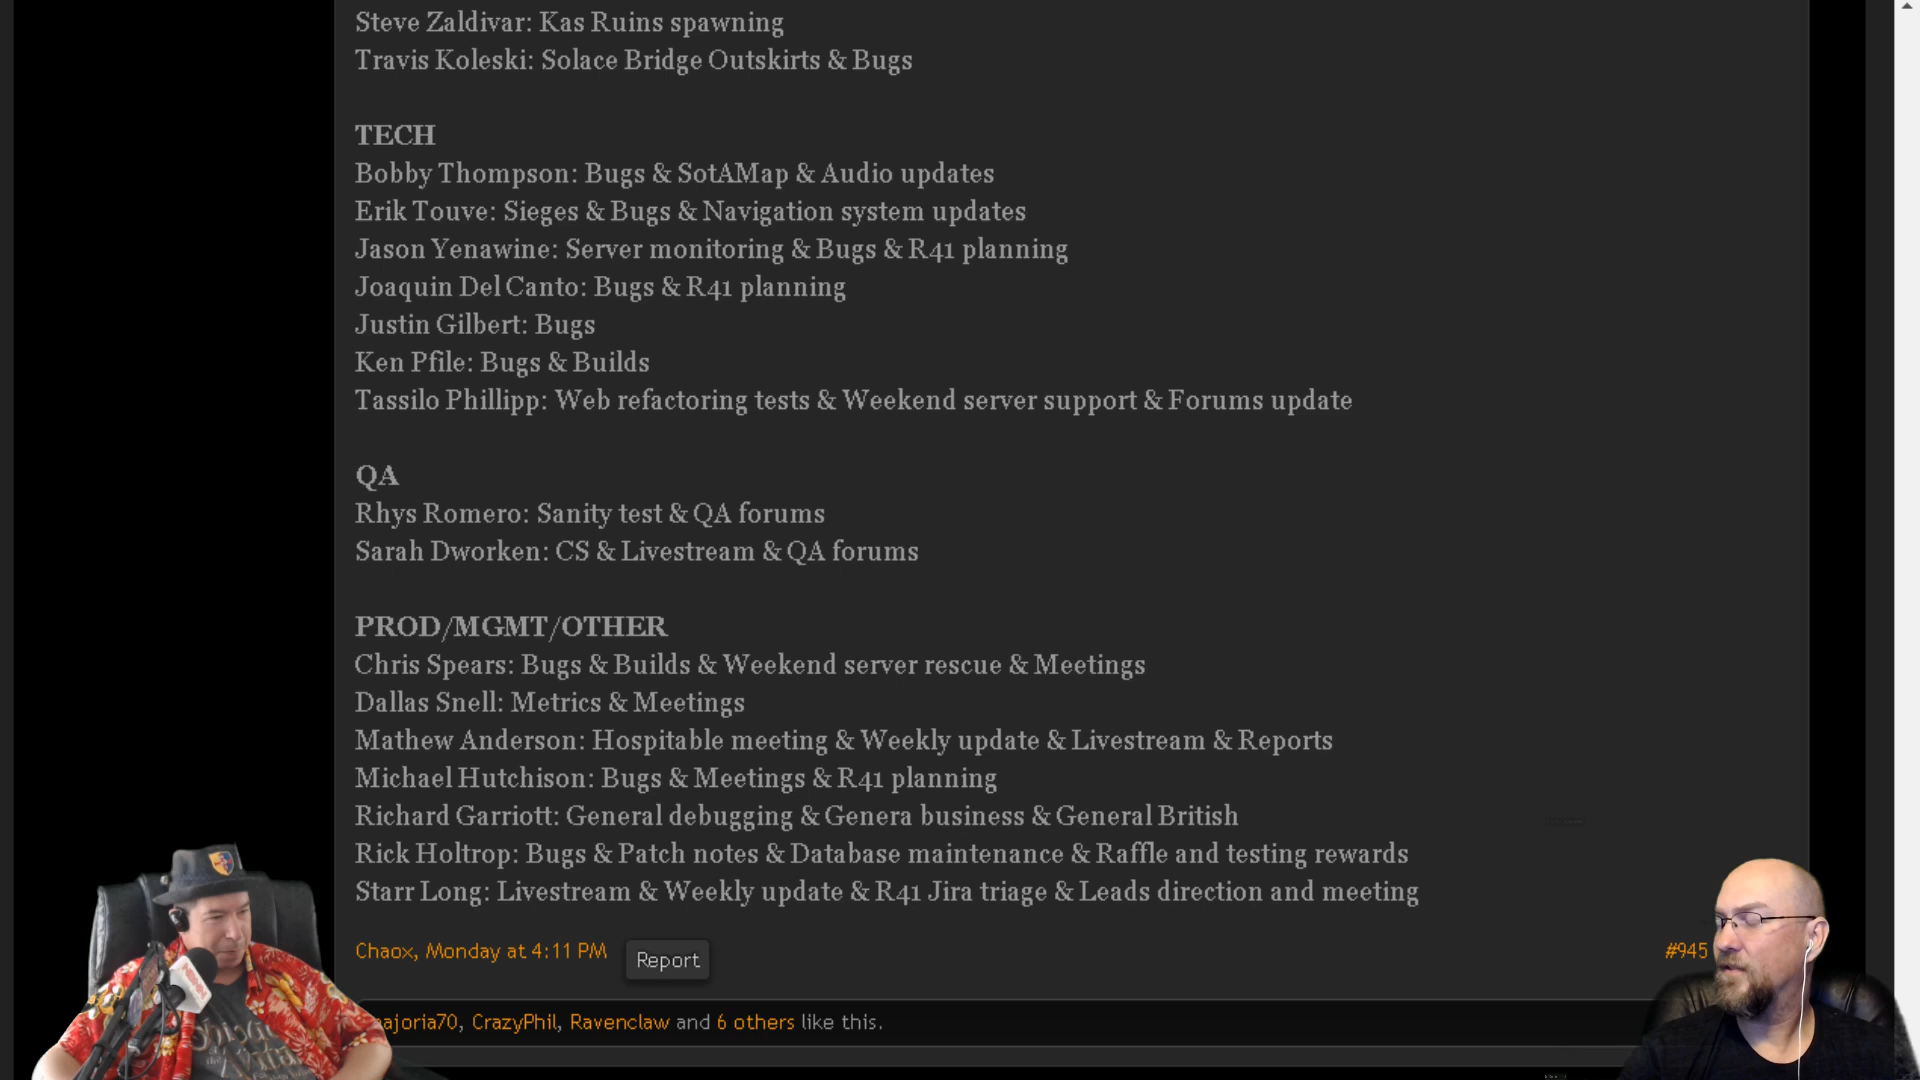 Steve Zaldivar: Kas Ruins spawning
Travis Koleski: Solace Bridge Outskirts & Bugs
TECH
Bobby Thompson: Bugs & SotAMap & Audio updates
Erik Touve: Sieges & Bugs & Navigation system updates
Jason Yenawine: Server monitoring & Bugs & R41 planning
Joaquin Del Canto: Bugs & R41 planning
Justin Gilbert: Bugs
Ken Pfile: Bugs & Builds
Tassilo Phillipp: Web refactoring tests & Weekend server support & Forums update
QA
Rhys Romero: Sanity test & QA forums
Sarah Dworken: CS & Livestream & QA forums
PROD/MGMT/OTHER
Chris Spears: Bugs & Builds & Weekend server rescue & Meetings
Dallas Snell: Metrics & Meetings
Mathew Anderson: Hospitable meeting & Weekly update & Livestream & Reports
Michael Hutchison: Bugs & Meetings & R41 planning
Richard Garriott: General debugging & Genera business & General British
Rick Holtrop: Bugs & Patch notes & Database maintenance & Raffle and testing rewards
Starr Long: Livestream & Weekly update & R41 Jira triage & Leads direction and meeting
Chaox, Monday at 4:11 PM Report #945
ajoria70, CrazyPhil, Ravenclaw and 6 others like this.